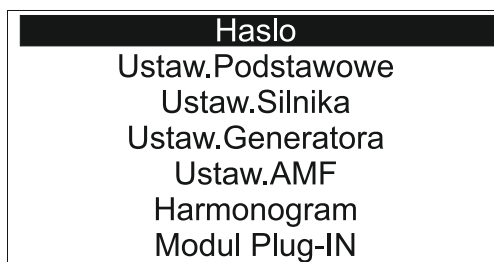 Haslo
Ustaw.Podstawowe
Ustaw.Silnika
Ustaw.Generatora
Ustaw.AMF
Harmonogram
Modul Plug-IN